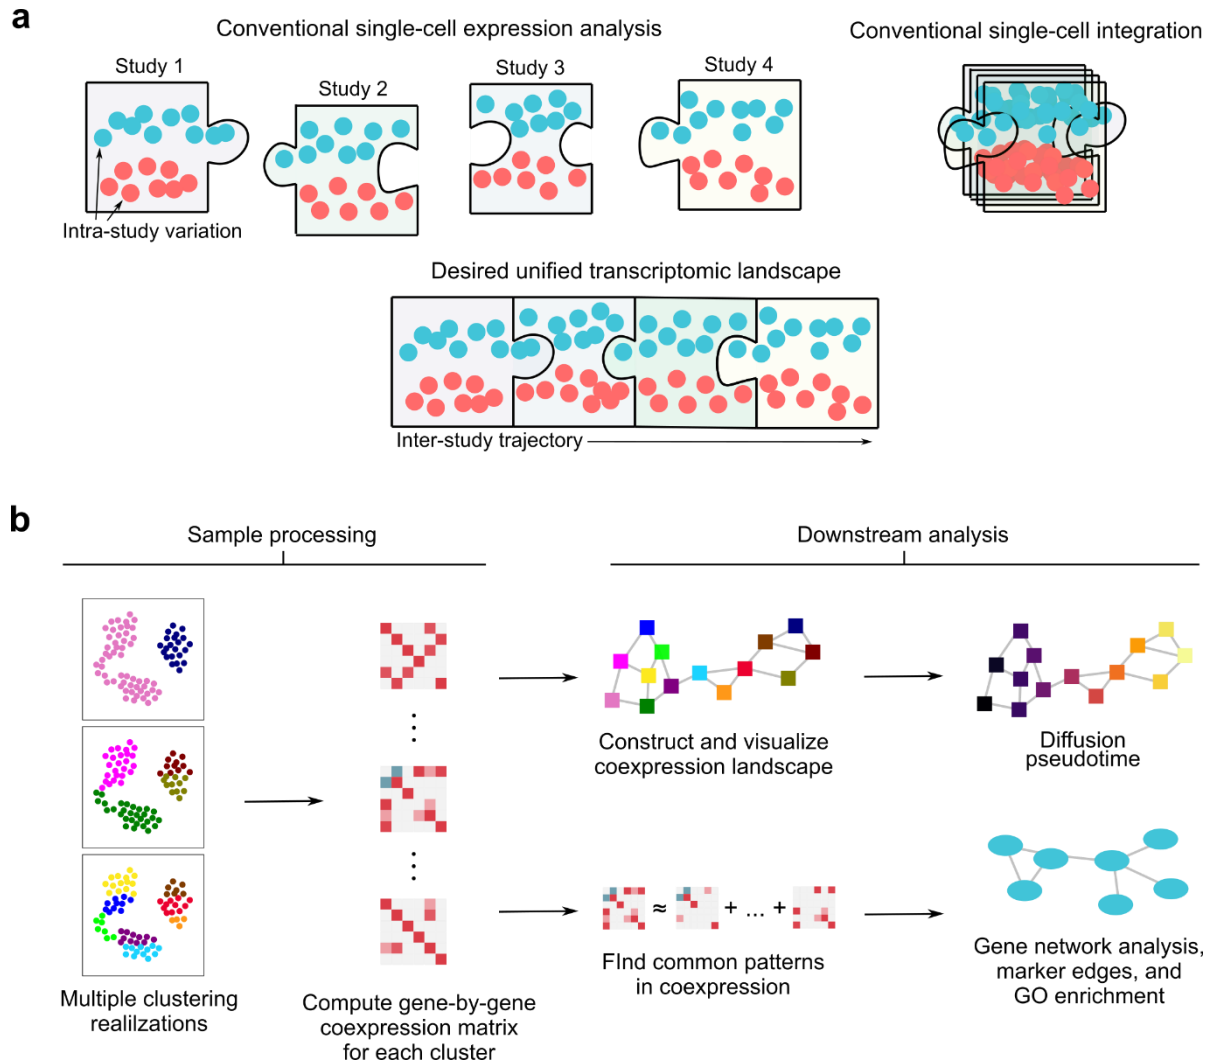 a
Conventional single-cell expression analysis
Conventional single-cell integration
Study 1
Study 2
Study 3
Study 4
Intra-study variation
Desired unified transcriptomic landscape
Inter-study trajectory
b
Sample processing
Downstream analysis
Construct and visualize
coexpression landscape
Diffusion
pseudotime
≈ + ... +
Multiple clustering
realilzations
Compute gene-by-gene
coexpression matrix
for each cluster
FInd common patterns
in coexpression
Gene network analysis,
marker edges, and
GO enrichment